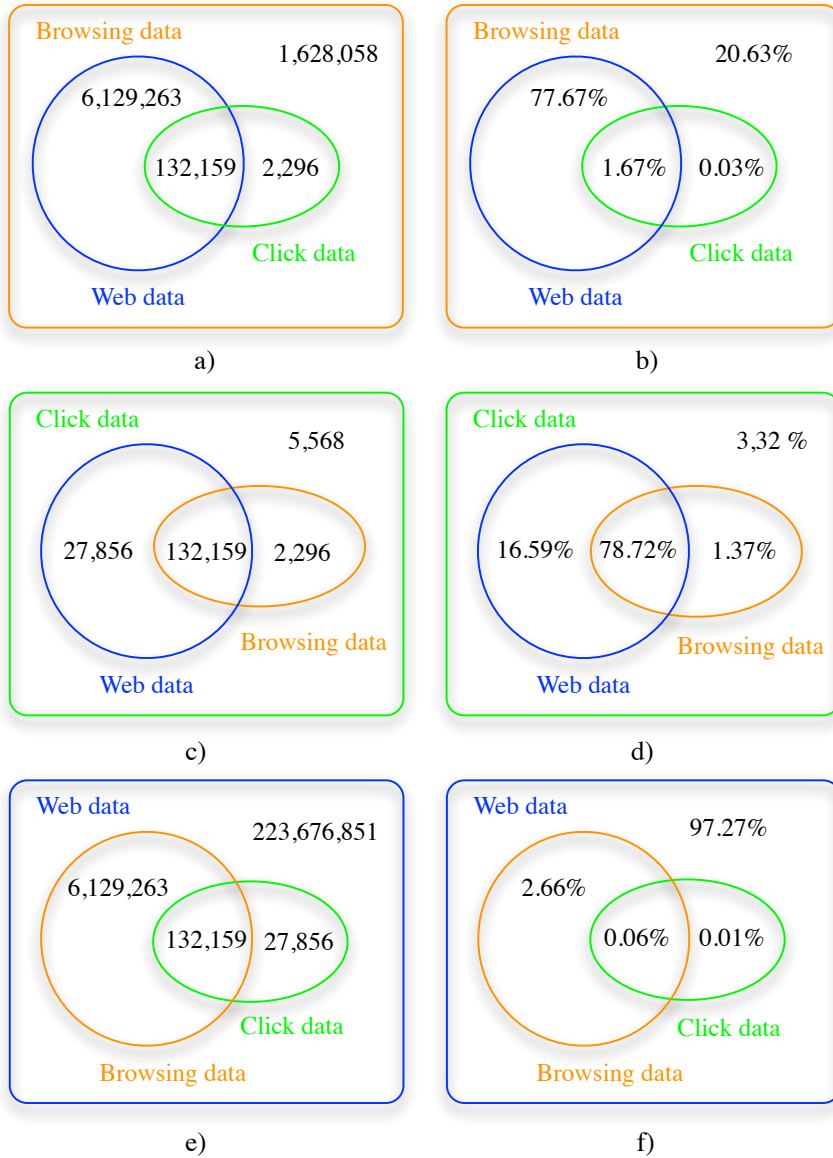 Browsing data
1,628,058
6,129,263
132,159
2,296
Click data
Web data
a)
Browsing data
20.63%
77.67%
1.67%
0.03%
Click data
Web data
b)
Click data
5,568
27,856
132,159
2,296
Browsing data
Web data
c)
Click data
3,32 %
16.59%
78.72%
1.37%
Browsing data
Web data
d)
Web data
223,676,851
6,129,263
132,159
27,856
Click data
Browsing data
e)
Web data
97.27%
2.66%
0.06%
0.01%
Click data
Browsing data
f)